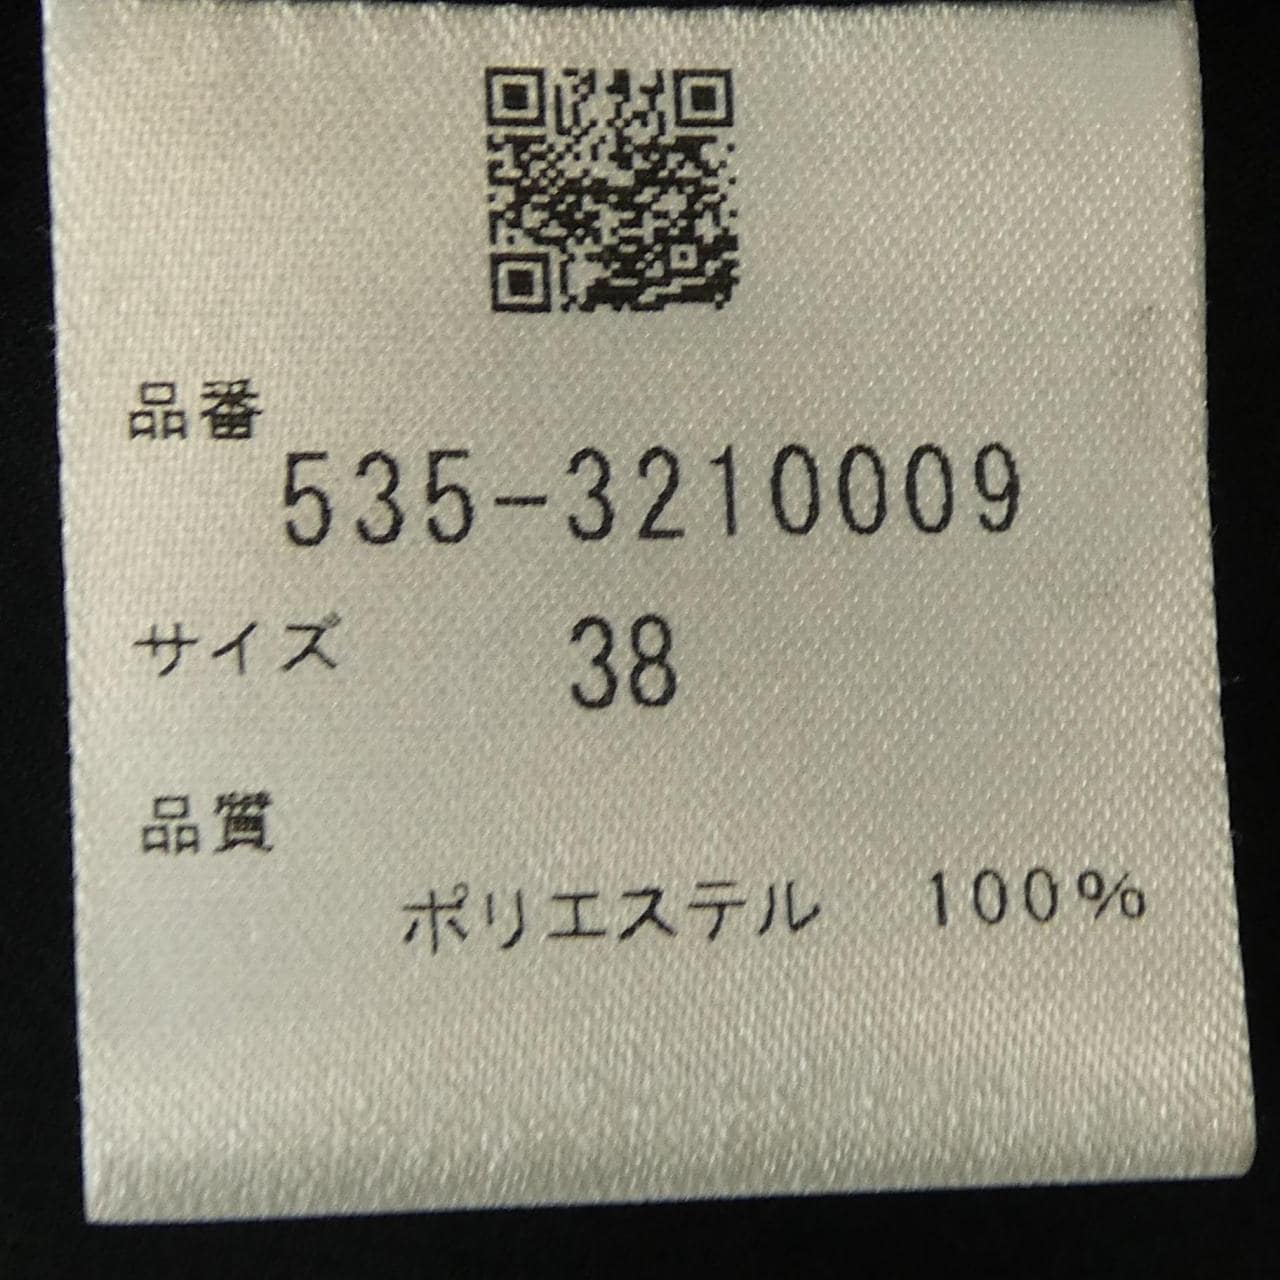 品番
535-3210009
サイズ 38
品質
ポリエステル 100%